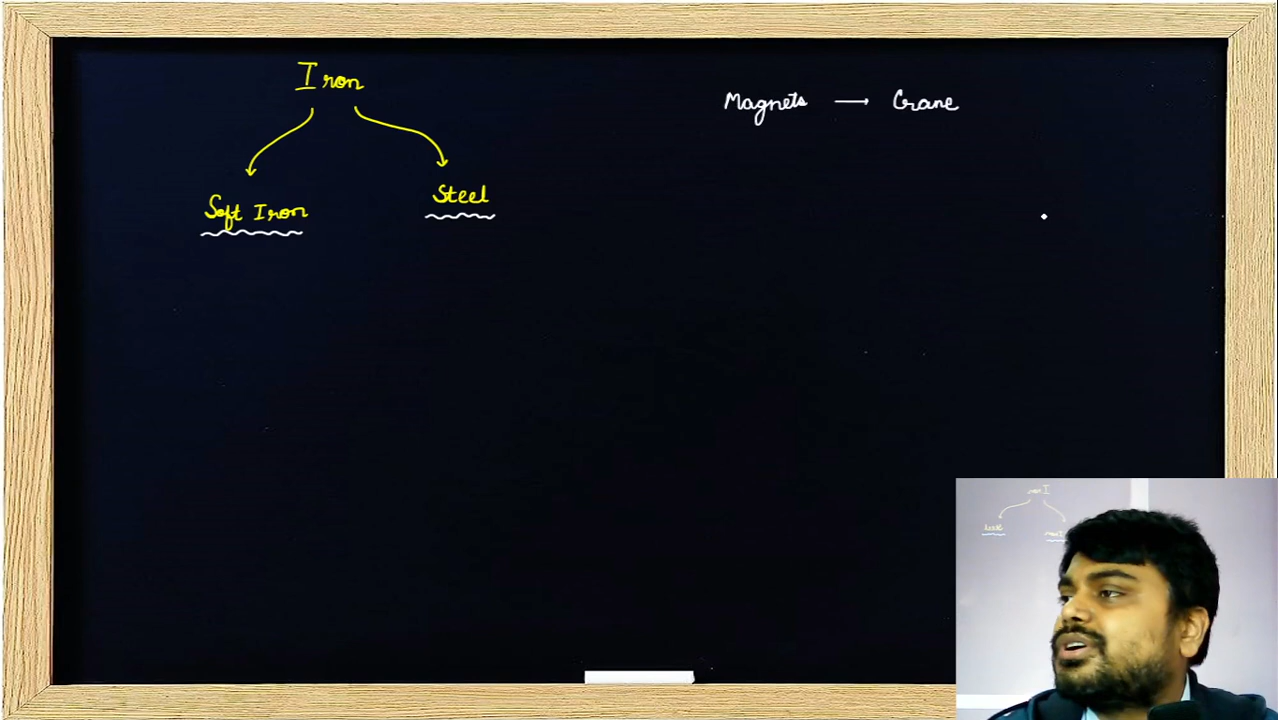 Iron
Magnets → Crane
Soft Iron
Steel